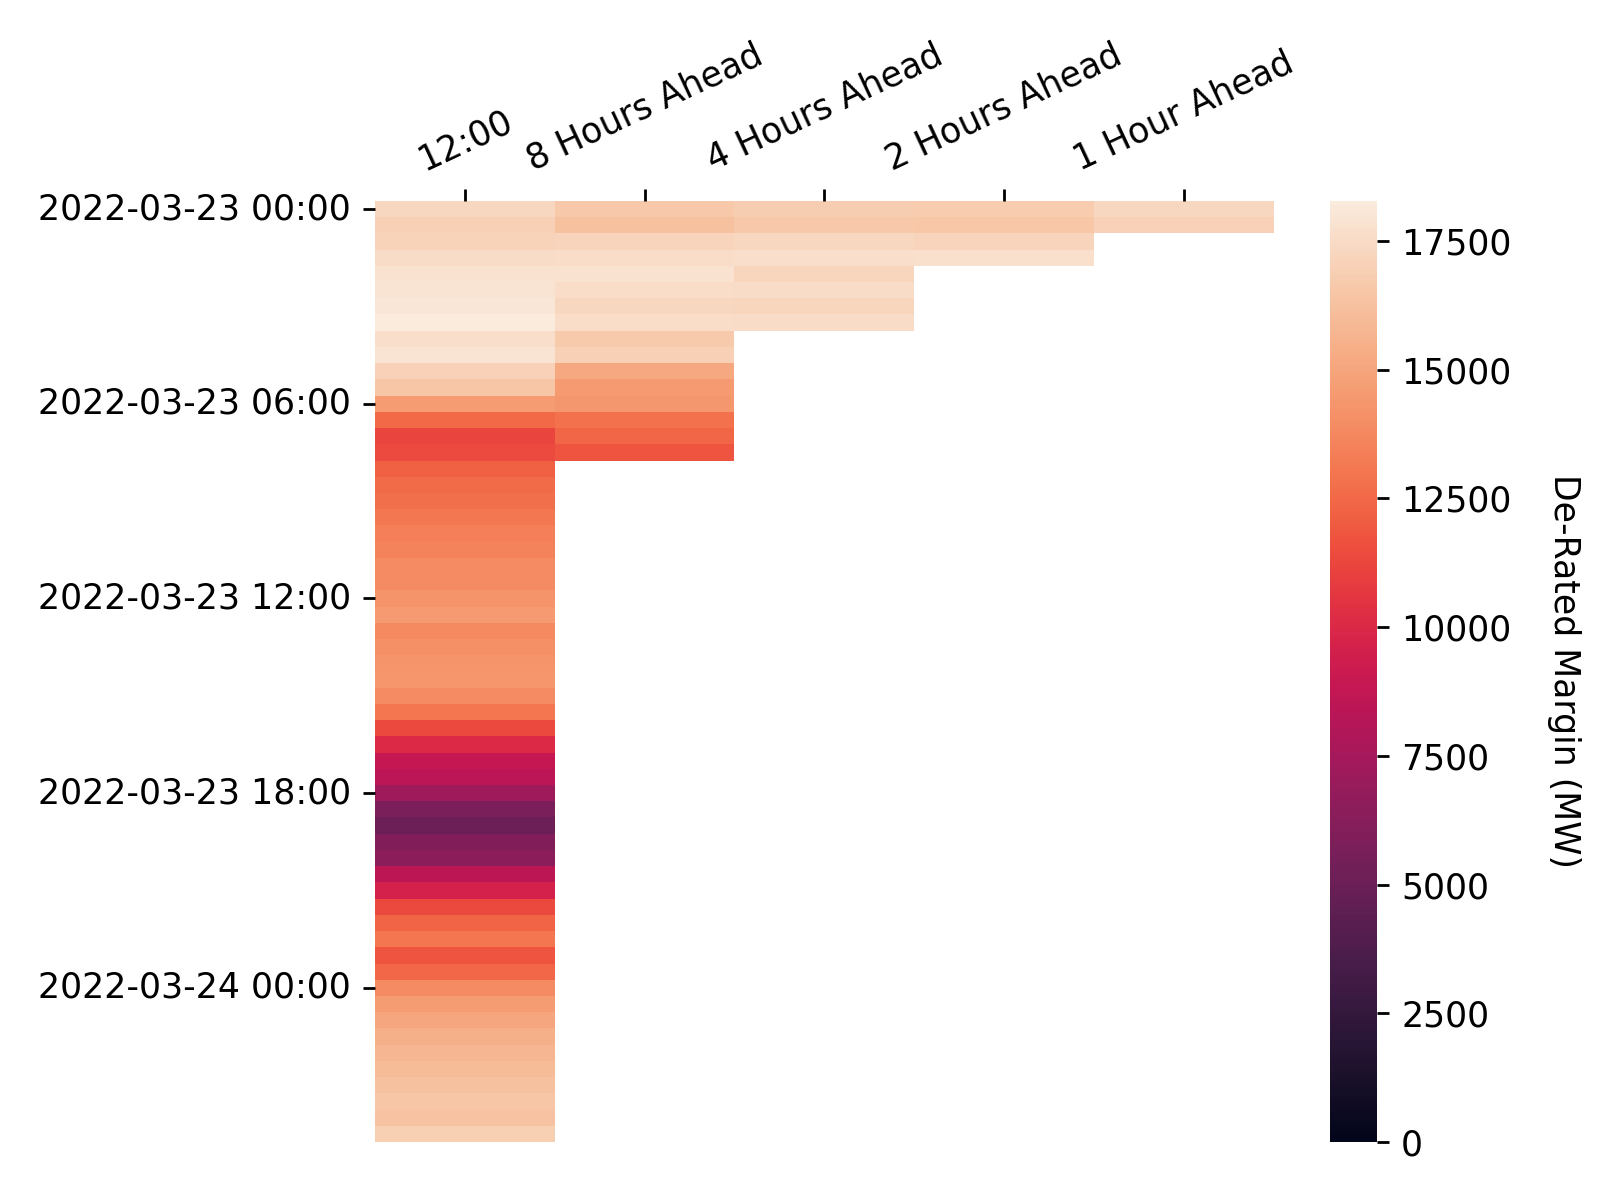 12:00
8 Hours Ahead
4 Hours Ahead
2 Hours Ahead
1 Hour Ahead
2022-03-23 00:00
2022-03-23 06:00
2022-03-23 12:00
2022-03-23 18:00
2022-03-24 00:00
17500
15000
12500
10000
7500
5000
2500
0
De-Rated Margin (MW)